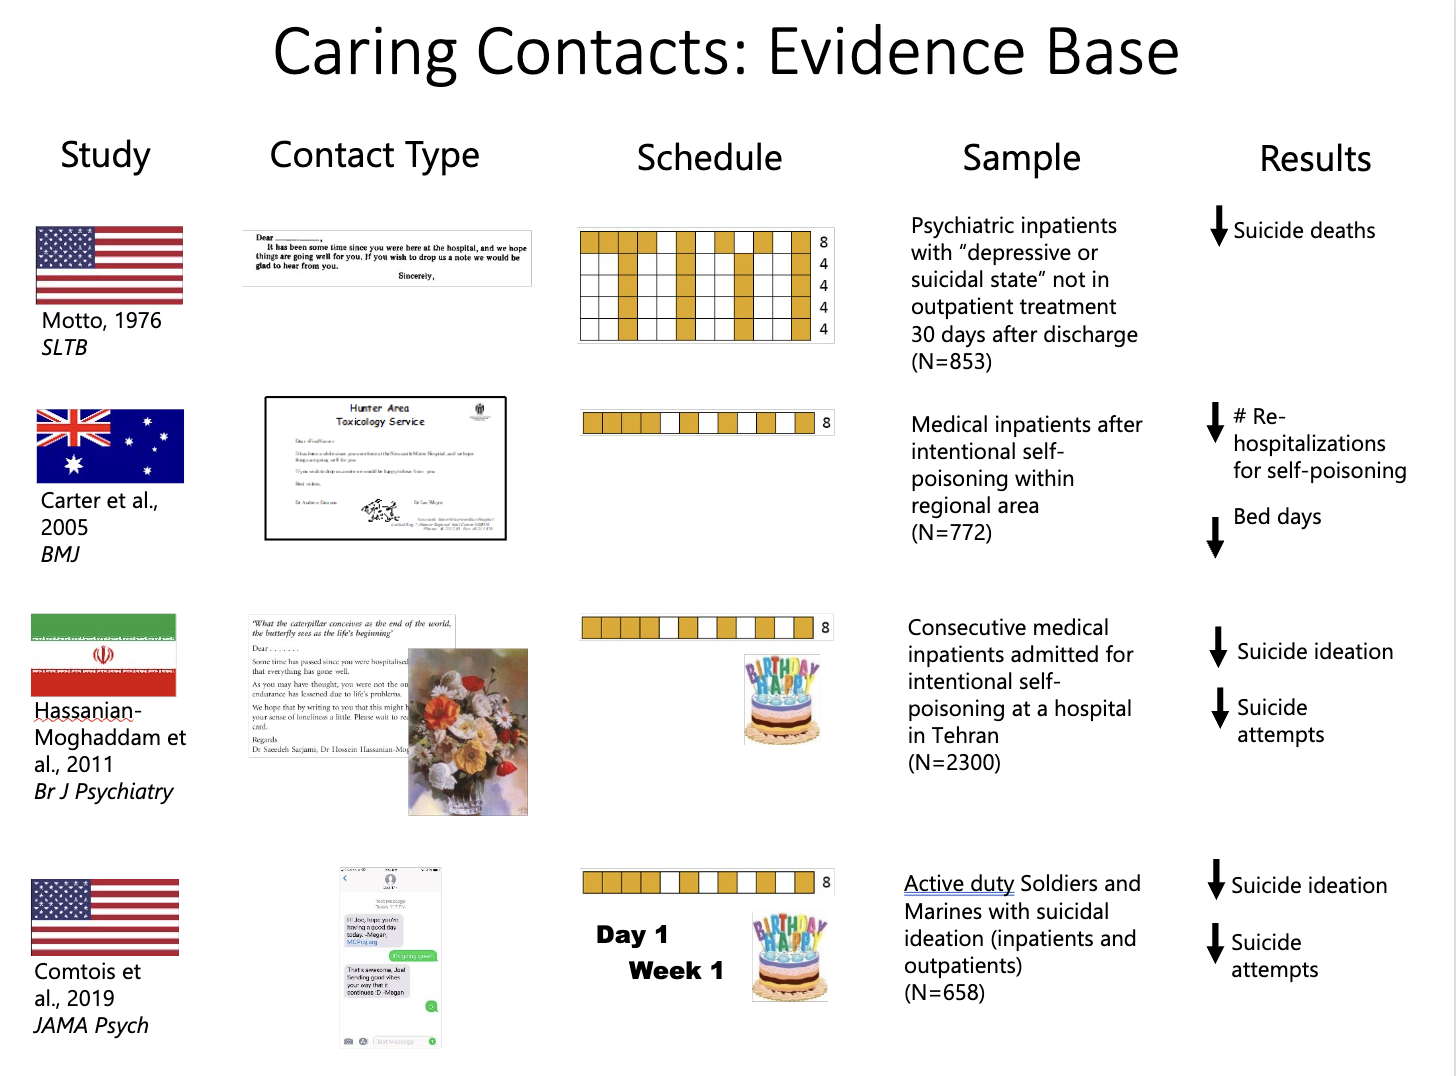 Caring Contacts: Evidence Base
Study
Contact Type
Schedule
Sample
Results
Motto, 1976
SLTB
Dear
It has been some time since you were here at the hospital, and we hope
things are going well for you. If you wish to drop us a note we would be
glad to hear from you.
Sincerely,
8
4
4
4
4
Psychiatric inpatients
with “depressive or
suicidal state” not in
outpatient treatment
30 days after discharge
(N=853)
Suicide deaths
Carter et al.,
2005
BMJ
Hunter Area
Toxicology Service
8
Medical inpatients after
intentional self-
poisoning within
regional area
(N=772)
# Re-
hospitalizations
for self-poisoning
Bed days
Hassanian-
Moghaddam et
al., 2011
Br J Psychiatry
‘What the caterpillar conceives as the end of the world,
the butterfly sees as the life’s beginning’
Dear . . . . . . .
Some time has passed since you were hospitalised
that everything has gone well.
As you may have thought, you were not the on
endurance has lessened due to life’s problems.
We hope that by writing to you that this might
your sense of loneliness a little. Please wait to
card.
Regards
Dr Saeedeh Sarjami, Dr Hossein Hassanian-Mog
8
HAPPY BIRTHDAY
Consecutive medical
inpatients admitted for
intentional self-
poisoning at a hospital
in Tehran
(N=2300)
Suicide ideation
Suicide
attempts
Comtois et
al., 2019
JAMA Psych
Text Message
Hi Joe, hope you're
having a good day
today. -Megan,
MCProj.org
It's going great!
That's awesome, Joe!
Sending good vibes
your way that it
continues :D -Megan
Text Message
8
Day 1
Week 1
HAPPY BIRTHDAY
Active duty Soldiers and
Marines with suicidal
ideation (inpatients and
outpatients)
(N=658)
Suicide ideation
Suicide
attempts